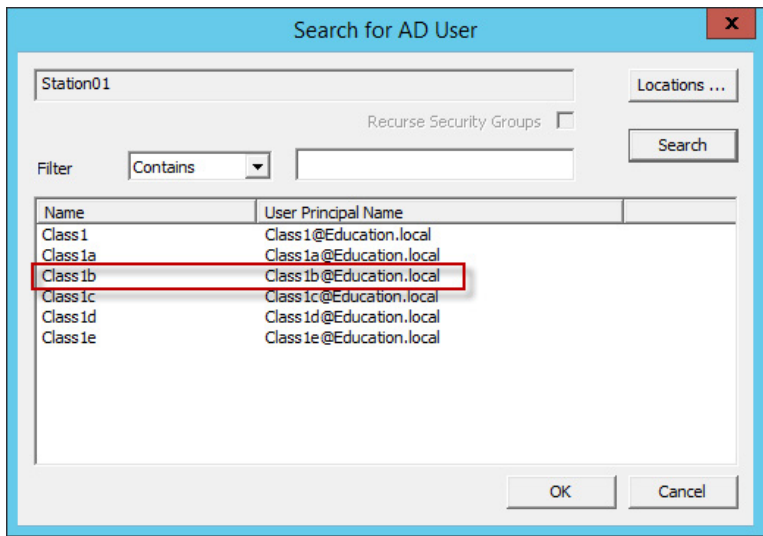 Search for AD User
x
Station01
Locations ...
Recurse Security Groups
Search
Filter Contains
Name User Principal Name
Class1 Class1@Education.local
Class1a Class1a@Education.local
Class1b Class1b@Education.local
Class1c Class1c@Education.local
Class1d Class1d@Education.local
Class1e Class1e@Education.local
OK Cancel